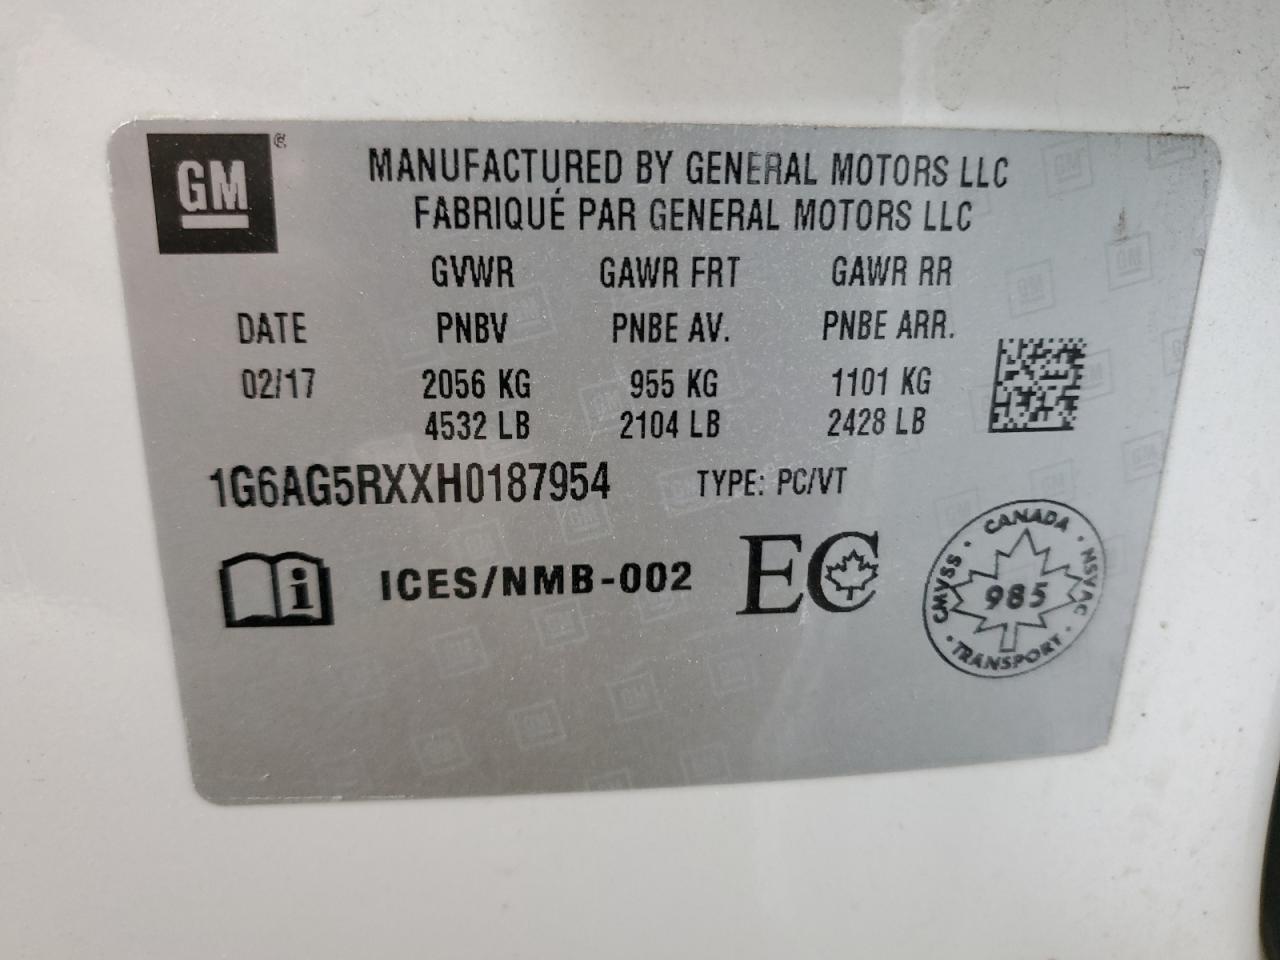 GM ®
MANUFACTURED BY GENERAL MOTORS LLC
FABRIQUÉ PAR GENERAL MOTORS LLC
GVWR GAWR FRT GAWR RR
DATE PNBV PNBE AV. PNBE ARR.
02/17 2056 KG 955 KG 1101 KG
4532 LB 2104 LB 2428 LB
1G6AG5RXXH0187954 TYPE: PC/VT
i ICES/NMB-002 EC
CANADA
CMVSS 985 NSVAC
TRANSPORT